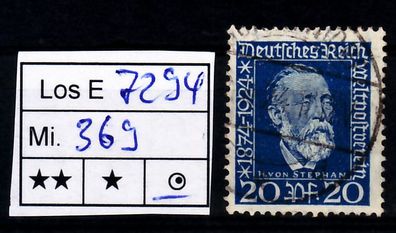 Los E 7294
Mi. 369
★★ ★
Deutsches Reich
Weltpostverein
*1874-1924*
H.VON STEPHAN
20 Pf. 20